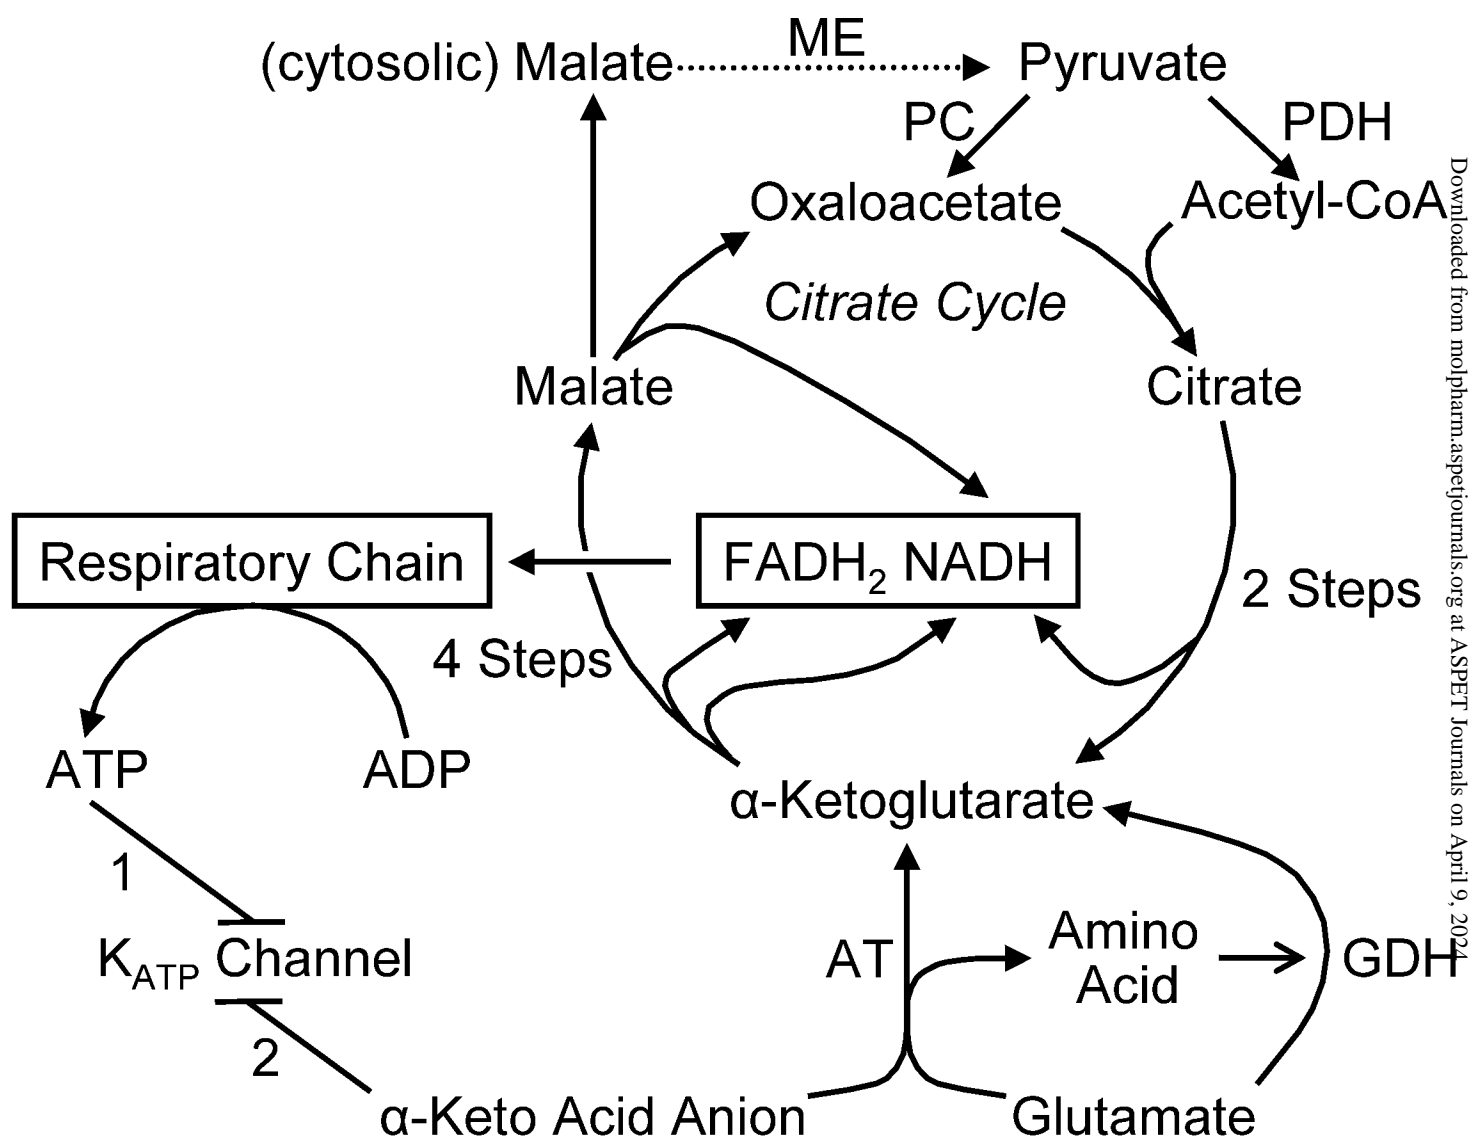 ME
(cytosolic) Malate
Pyruvate
PC
PDH
Oxaloacetate
Acetyl-CoA
Citrate Cycle
Malate
Citrate
Respiratory Chain
FADH₂ NADH
2 Steps
4 Steps
ATP
ADP
α-Ketoglutarate
1
K_ATP Channel
AT
Amino
Acid
GDH
2
α-Keto Acid Anion
Glutamate
Downloaded from molpharm.aspetjournals.org at ASPET Journals on April 9, 2024